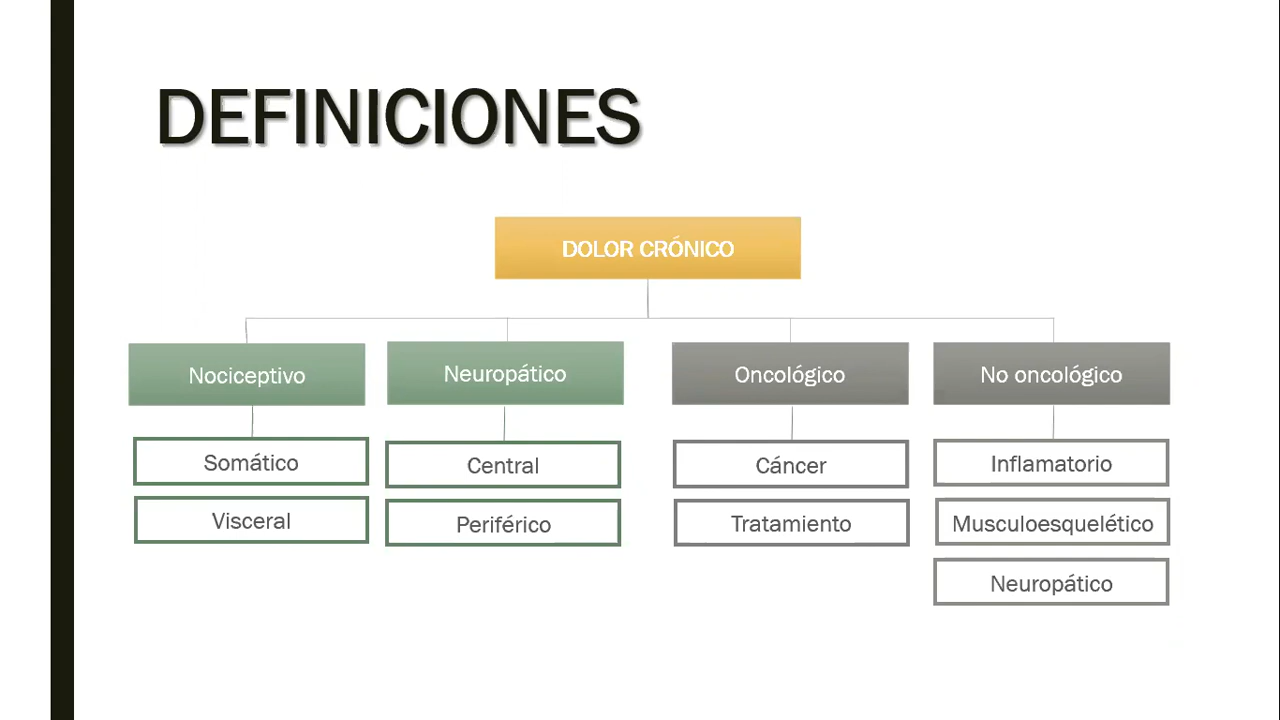 DEFINICIONES
DOLOR CRÓNICO
Nociceptivo
Neuropático
Oncológico
No oncológico
Somático
Central
Cáncer
Inflamatorio
Visceral
Periférico
Tratamiento
Musculoesquelético
Neuropático